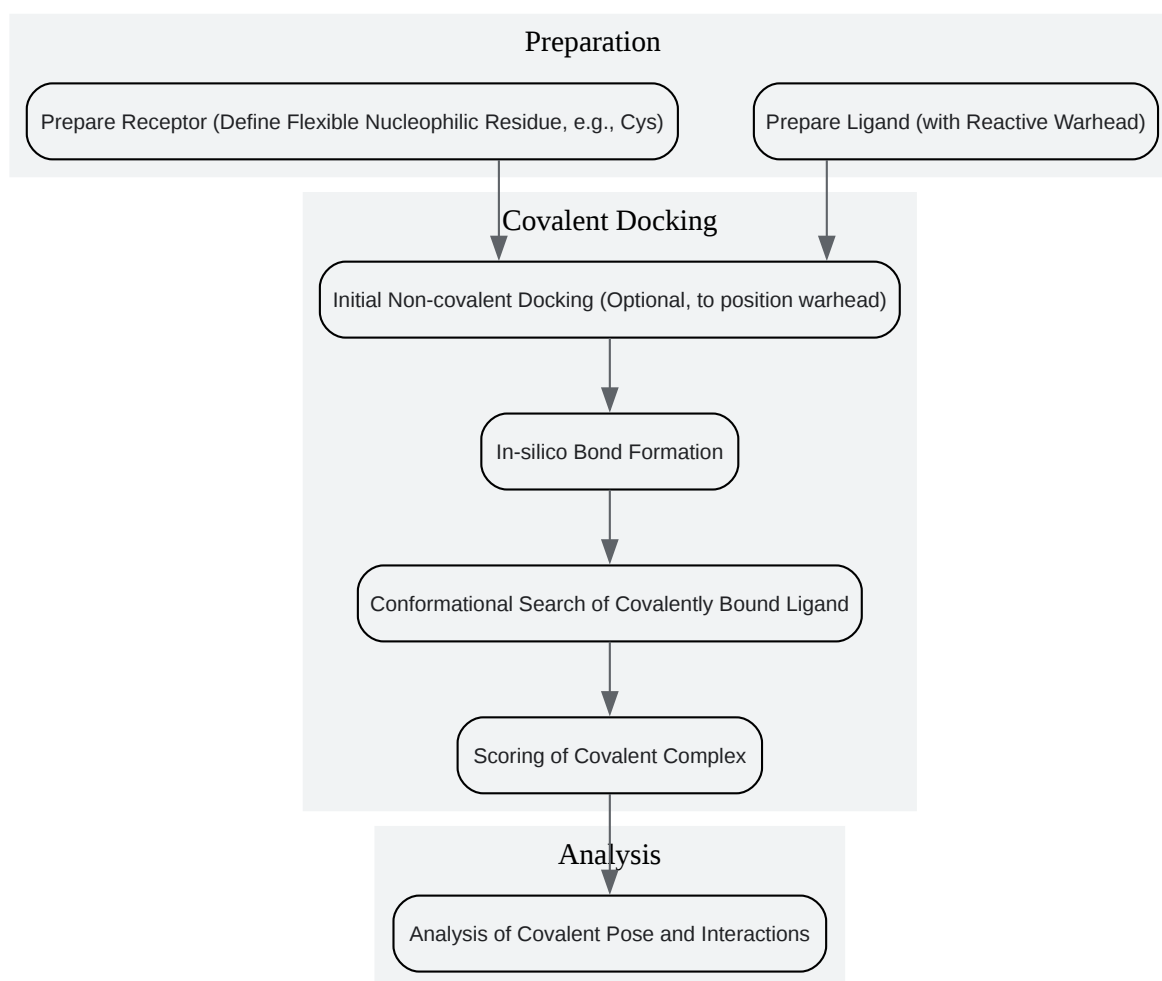 Preparation
Prepare Receptor (Define Flexible Nucleophilic Residue, e.g., Cys)
Prepare Ligand (with Reactive Warhead)
Covalent Docking
Initial Non-covalent Docking (Optional, to position warhead)
In-silico Bond Formation
Conformational Search of Covalently Bound Ligand
Scoring of Covalent Complex
Analysis
Analysis of Covalent Pose and Interactions